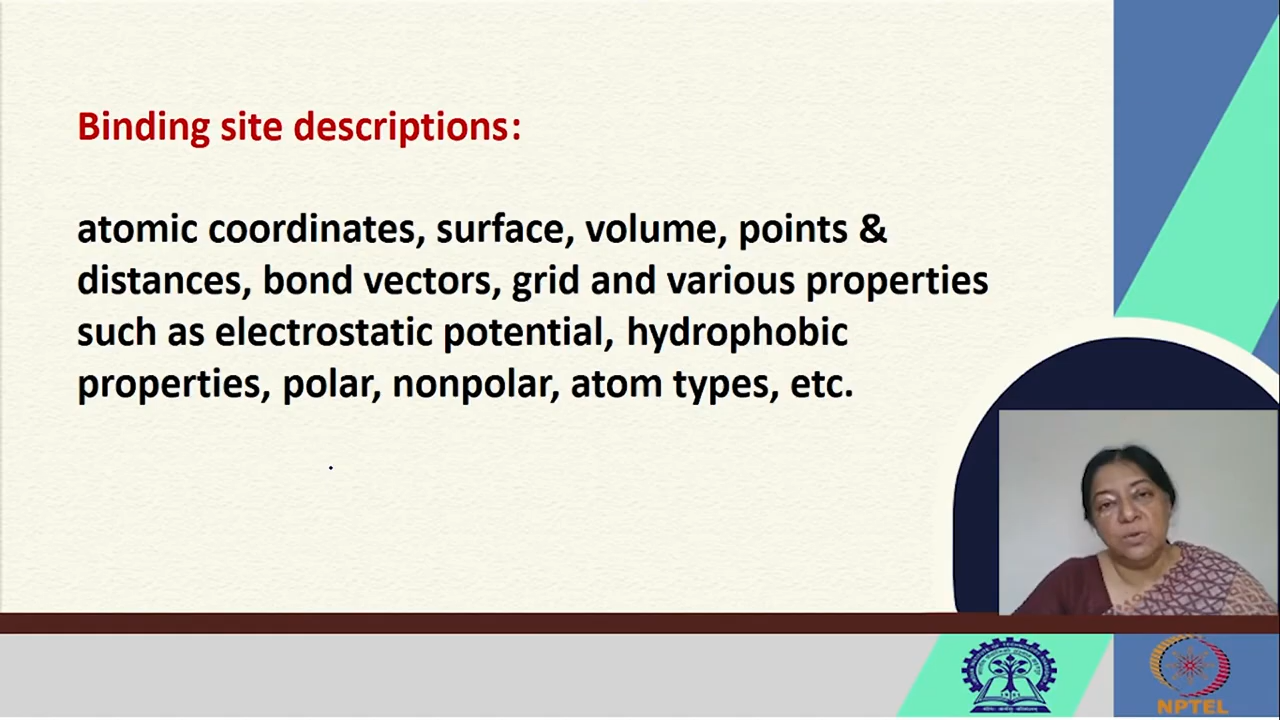 Binding site descriptions:
atomic coordinates, surface, volume, points &
distances, bond vectors, grid and various properties
such as electrostatic potential, hydrophobic
properties, polar, nonpolar, atom types, etc.
NPTEL